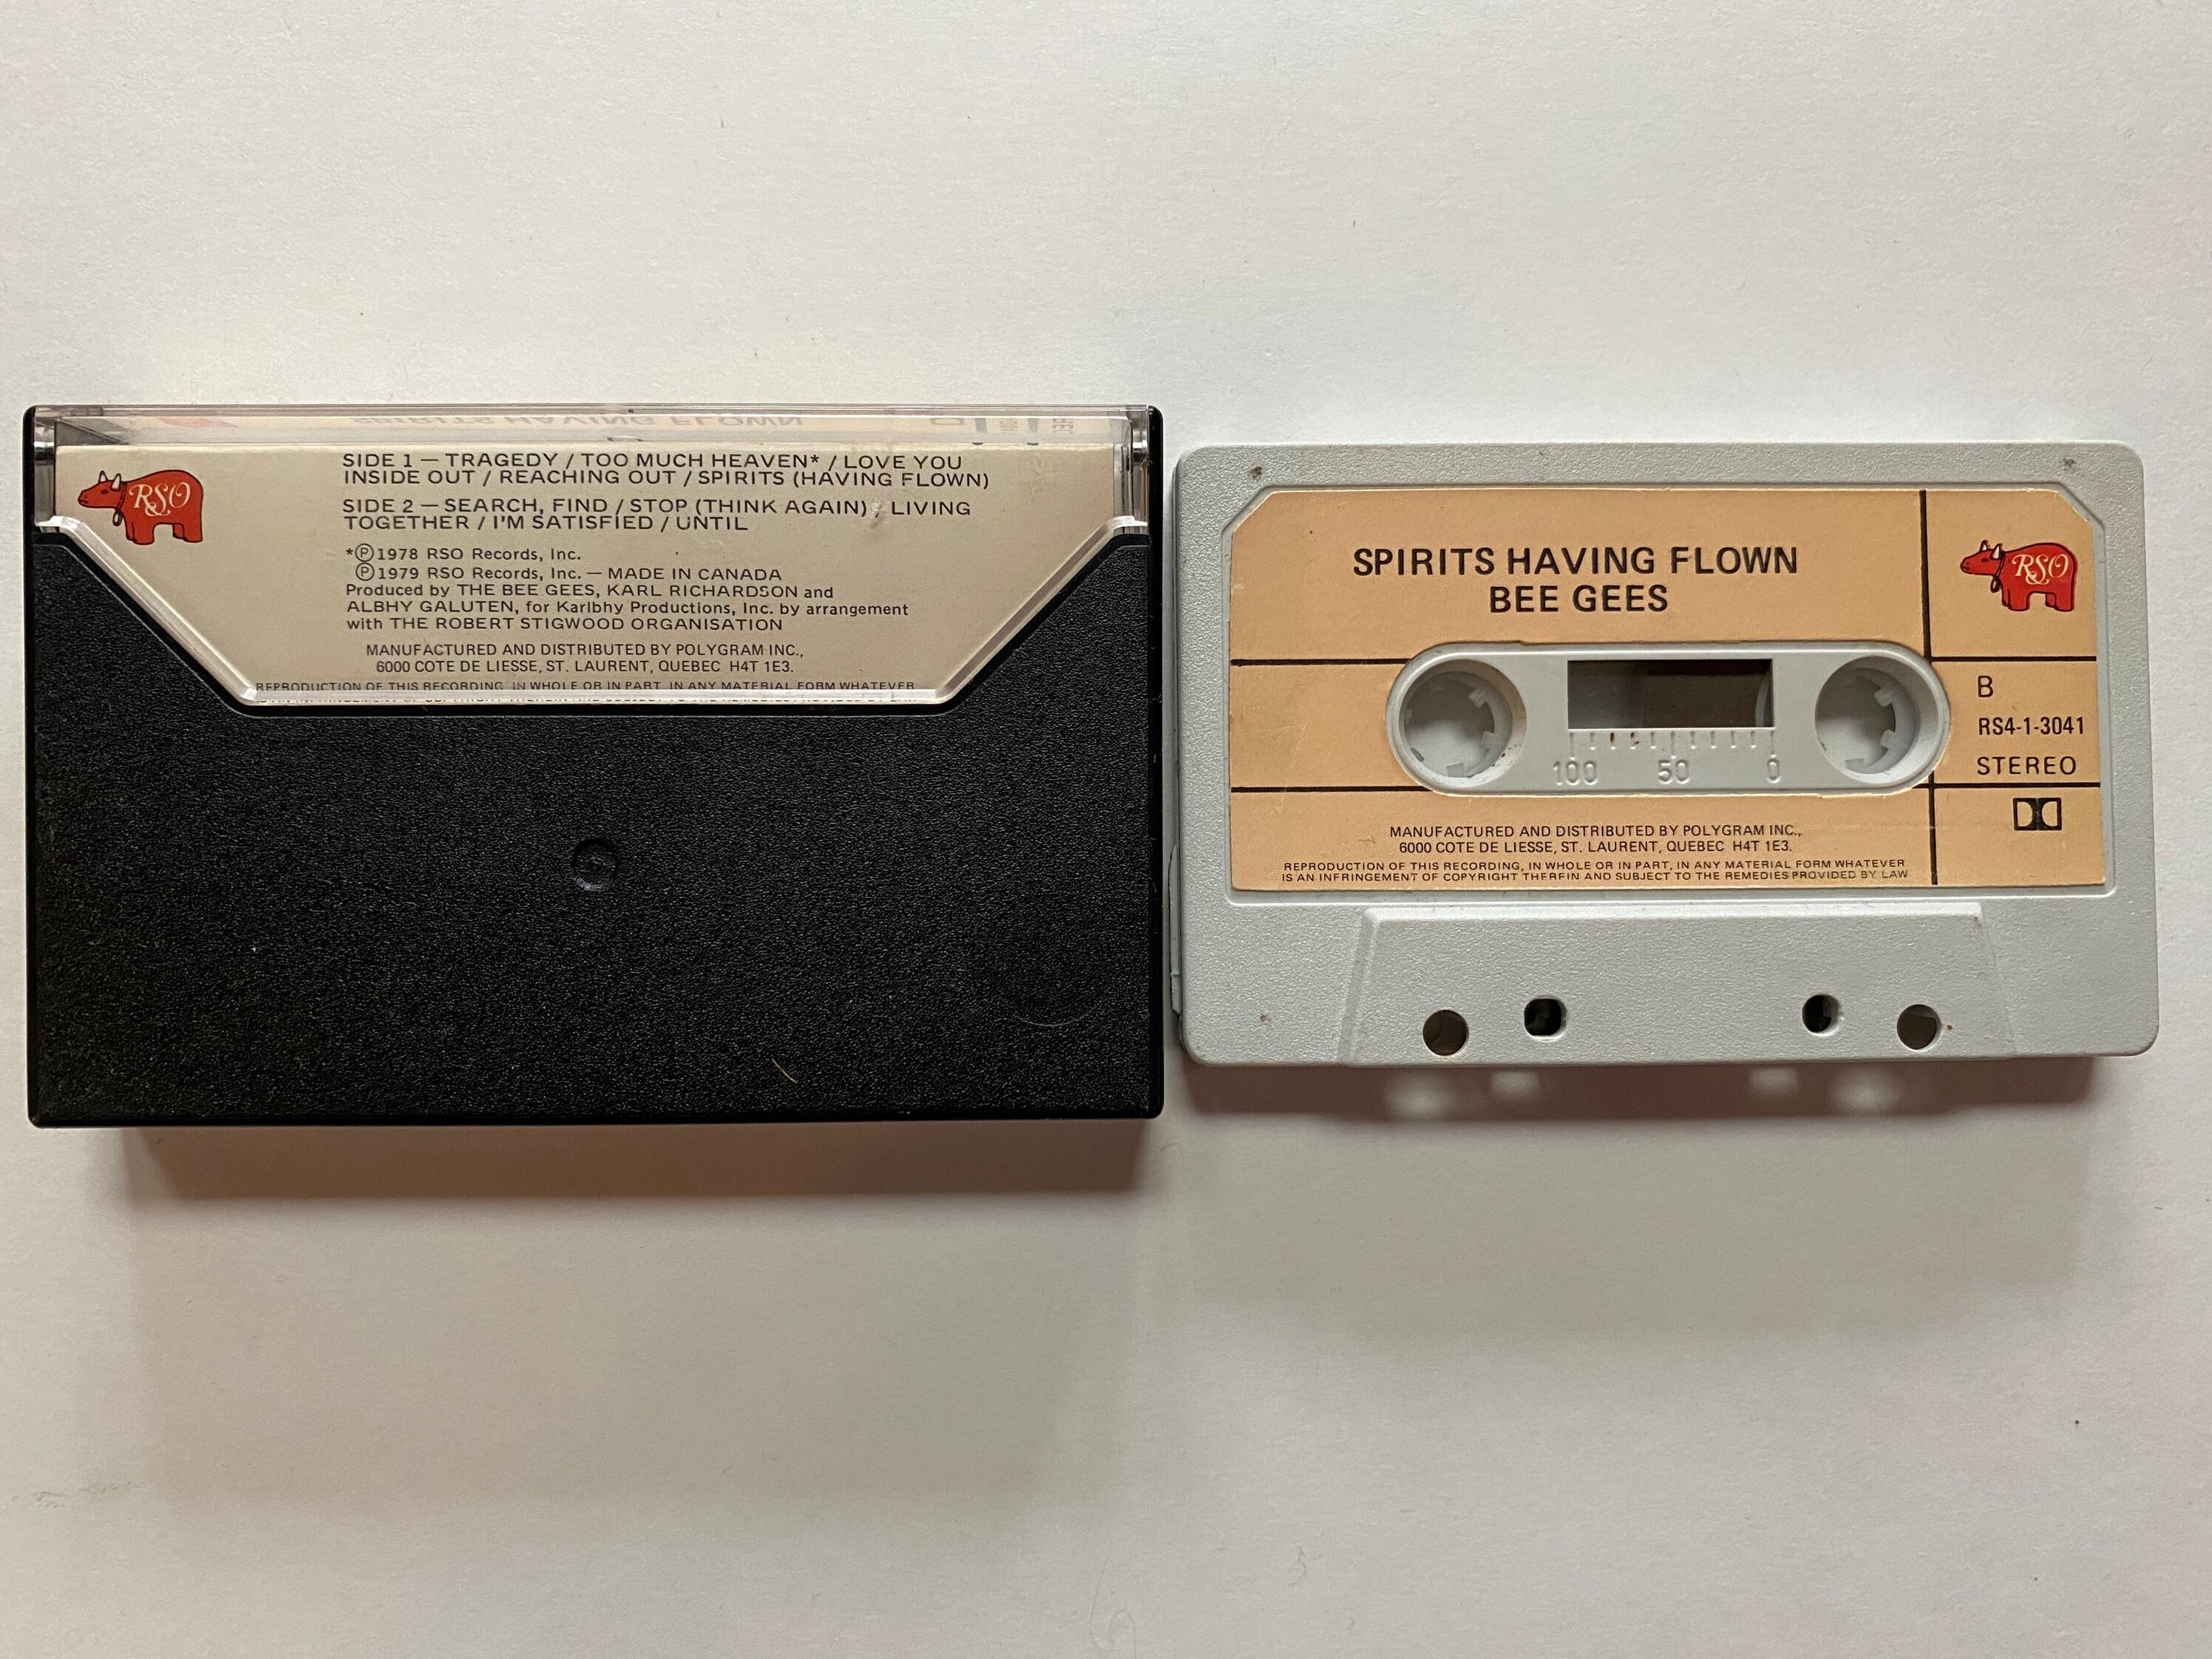 RSO
SIDE 1 — TRAGEDY / TOO MUCH HEAVEN* / LOVE YOU
INSIDE OUT / REACHING OUT / SPIRITS (HAVING FLOWN)
SIDE 2 — SEARCH, FIND / STOP (THINK AGAIN) / LIVING
TOGETHER / I'M SATISFIED / UNTIL
*Ⓟ1978 RSO Records, Inc.
Ⓟ1979 RSO Records, Inc. — MADE IN CANADA
Produced by THE BEE GEES, KARL RICHARDSON and
ALBHY GALUTEN, for Karlbhy Productions, Inc. by arrangement
with THE ROBERT STIGWOOD ORGANISATION
MANUFACTURED AND DISTRIBUTED BY POLYGRAM INC.,
6000 COTE DE LIESSE, ST. LAURENT, QUEBEC H4T 1E3.
REPRODUCTION OF THIS RECORDING, IN WHOLE OR IN PART, IN ANY MATERIAL FORM WHATEVER
SPIRITS HAVING FLOWN
SPIRITS HAVING FLOWN
BEE GEES
RSO
B
RS4-1-3041
STEREO
100 50 0
MANUFACTURED AND DISTRIBUTED BY POLYGRAM INC.,
6000 COTE DE LIESSE, ST. LAURENT, QUEBEC H4T 1E3.
REPRODUCTION OF THIS RECORDING, IN WHOLE OR IN PART, IN ANY MATERIAL FORM WHATEVER
IS AN INFRINGEMENT OF COPYRIGHT THEREIN AND SUBJECT TO THE REMEDIES PROVIDED BY LAW